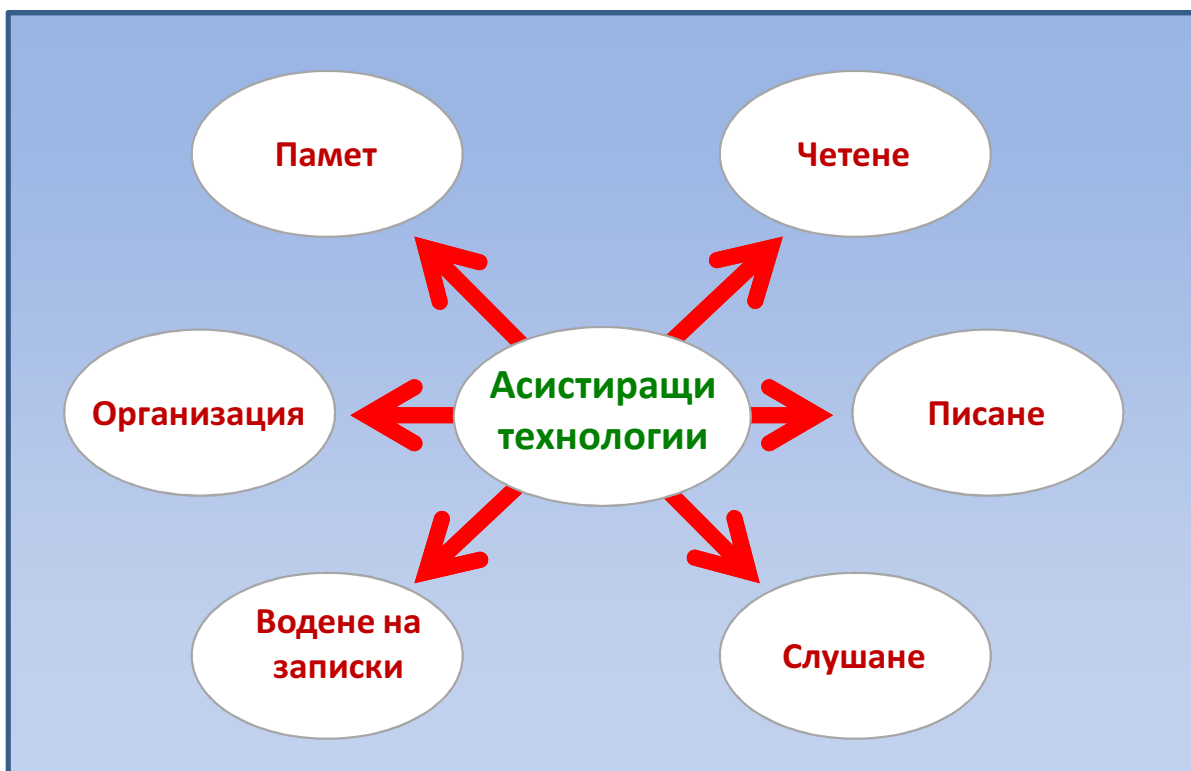 Памет
Четене
Асистиращи
технологии
Организация
Писане
Водене на
записки
Слушане